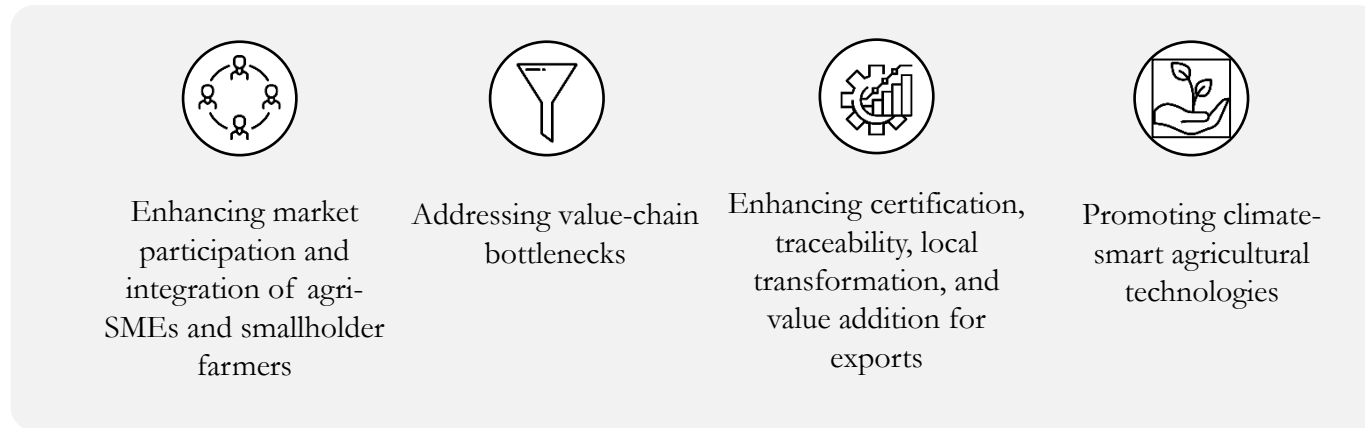 Enhancing market
participation and
integration of agri-
SMEs and smallholder
farmers
Addressing value-chain
bottlenecks
Enhancing certification,
traceability, local
transformation, and
value addition for
exports
Promoting climate-
smart agricultural
technologies